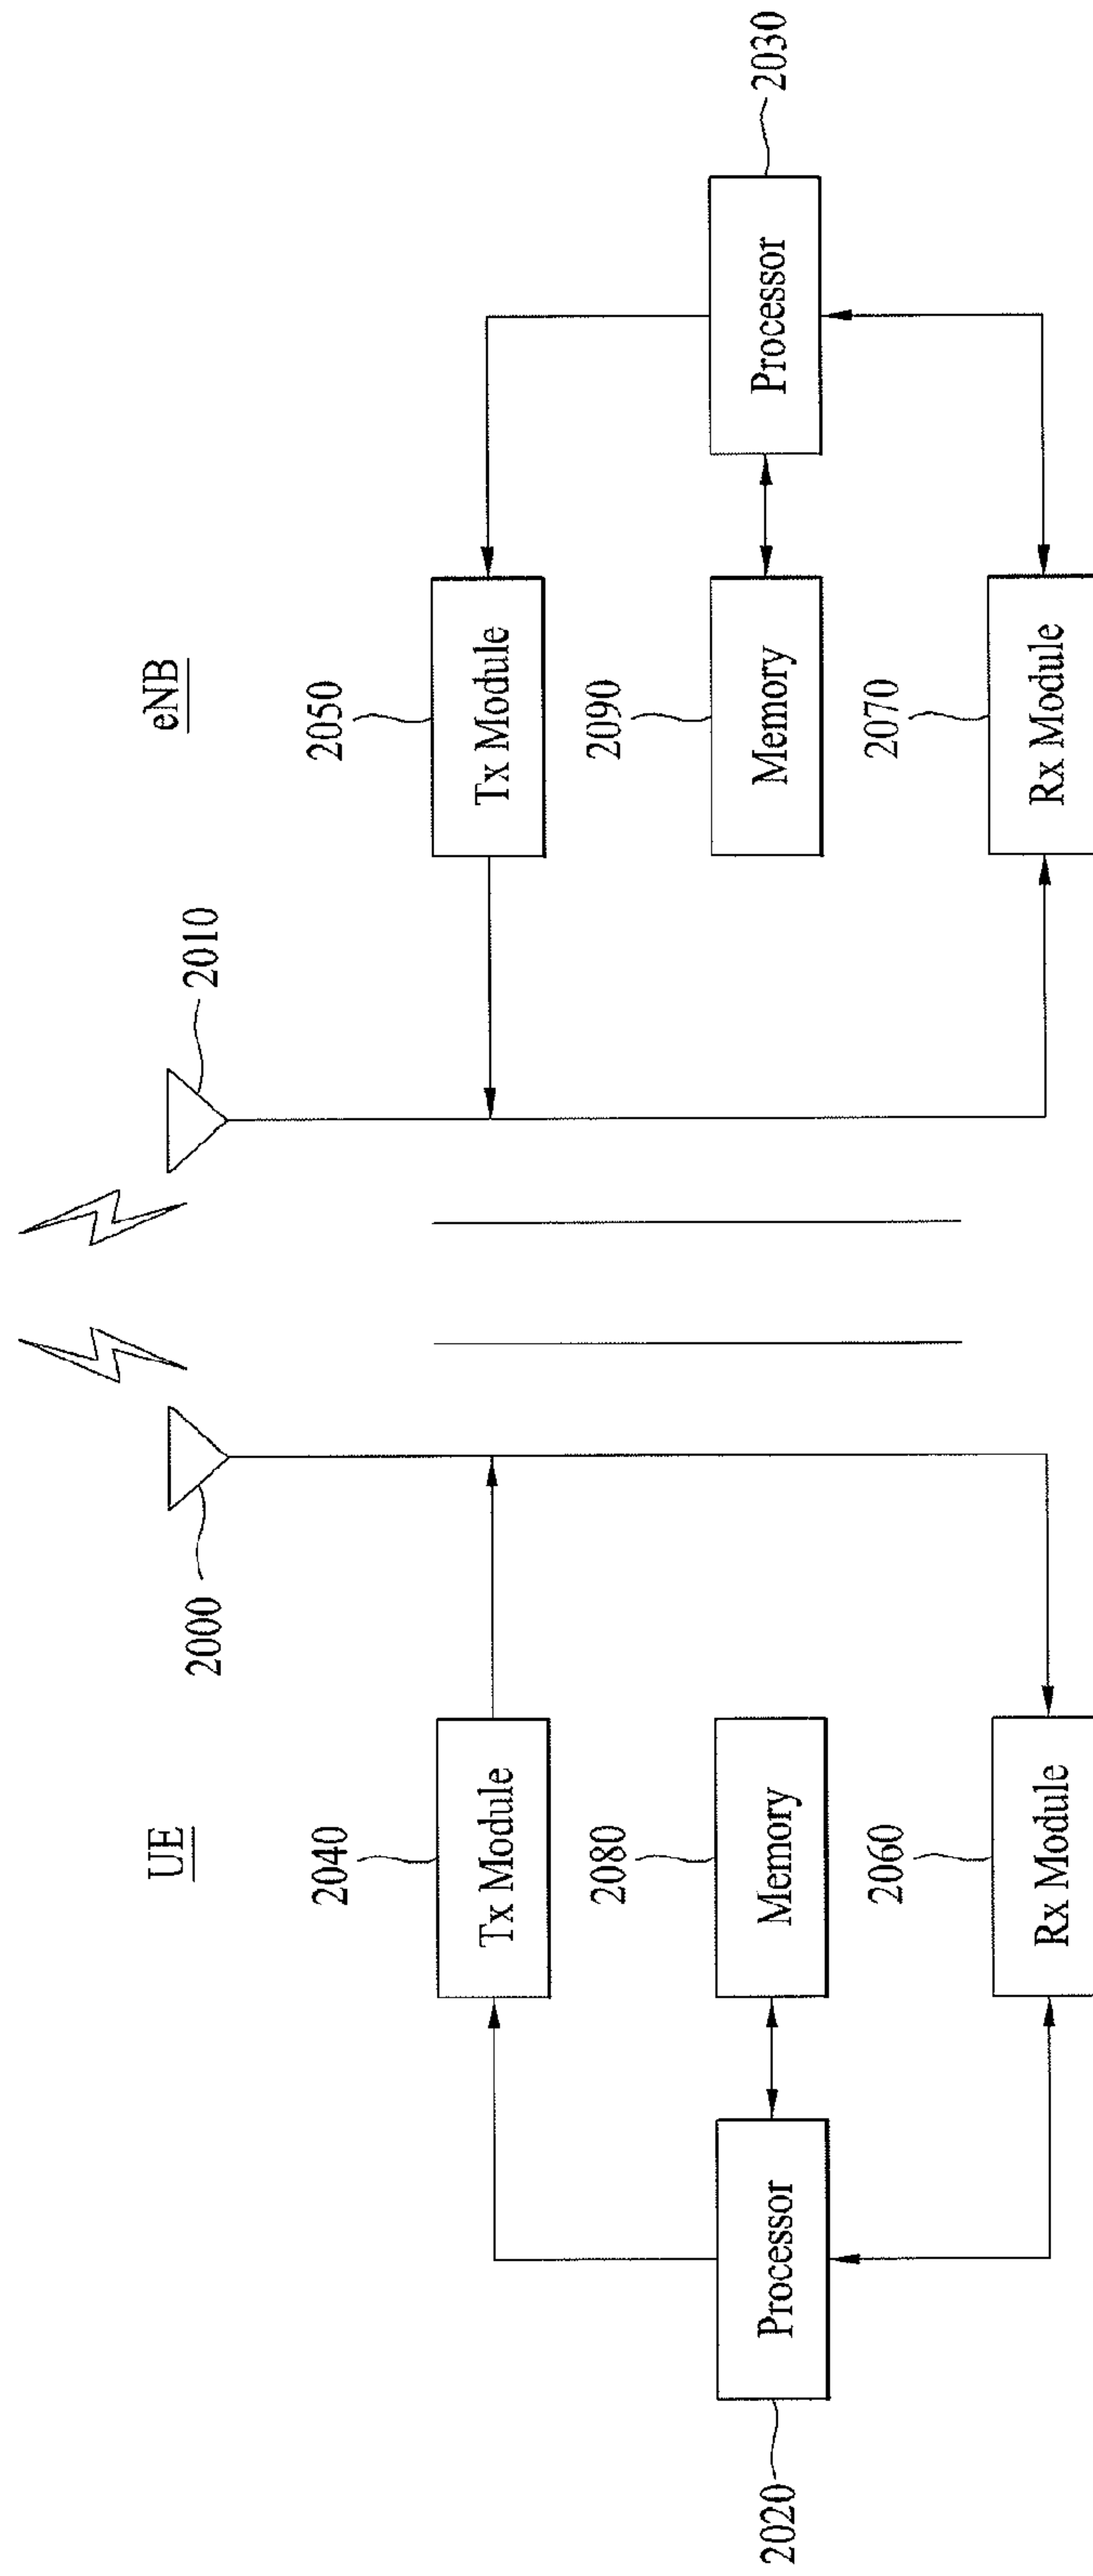 UE
eNB
2000
2010
2040
Tx Module
2050
Tx Module
2020
Processor
2080
Memory
2090
Memory
Processor
2030
2060
Rx Module
2070
Rx Module